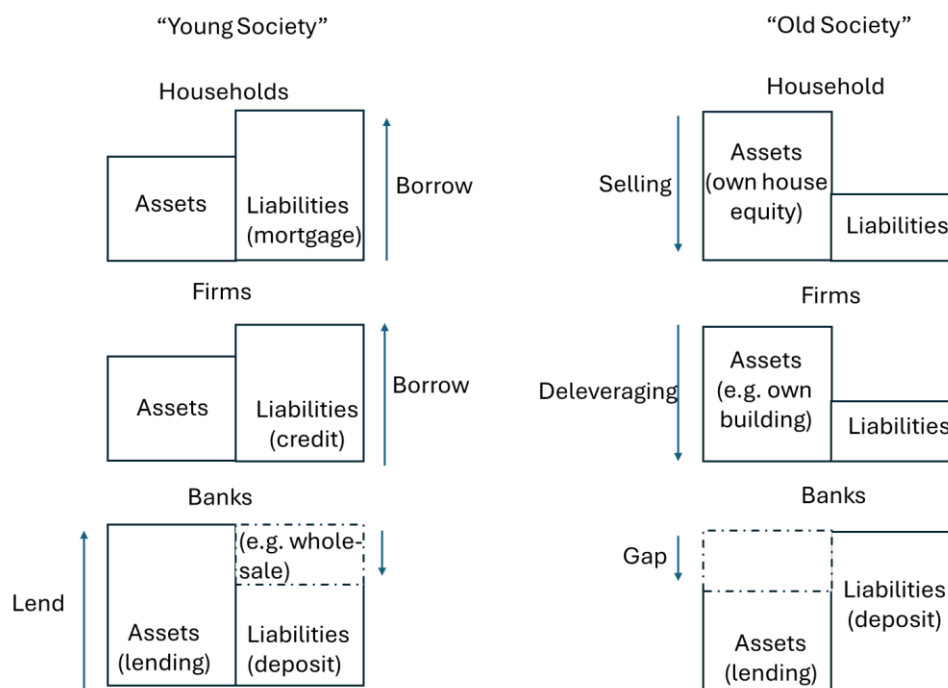 “Young Society”
“Old Society”
Households
Assets
Liabilities
(mortgage)
Borrow
Firms
Assets
Liabilities
(credit)
Borrow
Banks
Lend
Assets
(lending)
(e.g. whole-
sale)
Liabilities
(deposit)
Household
Selling
Assets
(own house
equity)
Liabilities
Firms
Deleveraging
Assets
(e.g. own
building)
Liabilities
Banks
Gap
Assets
(lending)
Liabilities
(deposit)